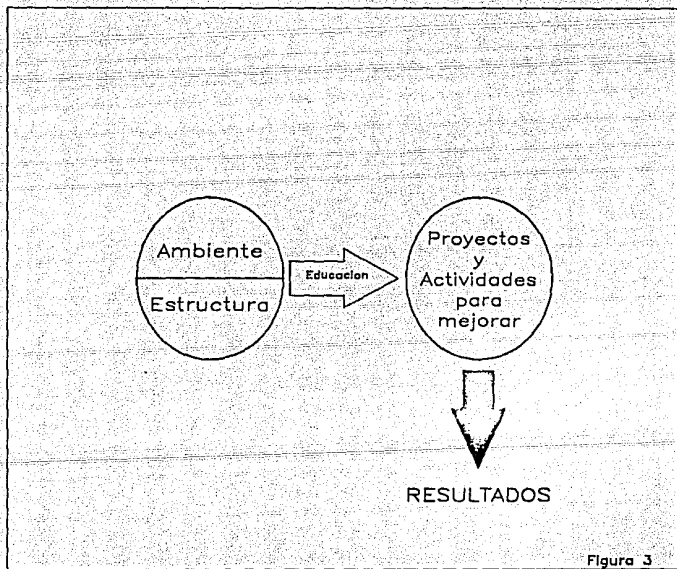 Ambiente
Estructura
Educacion
Proyectos
y
Actividades
para
mejorar
RESULTADOS
Figura 3